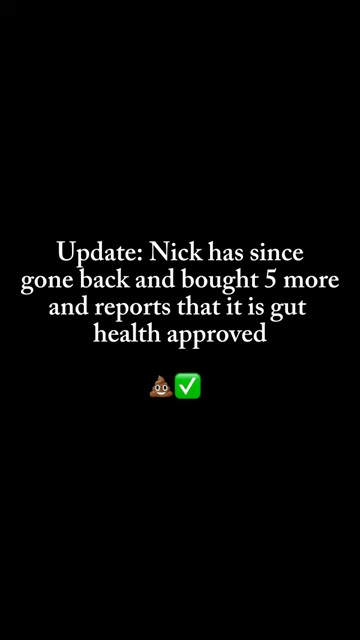 Update: Nick has since
gone back and bought 5 more
and reports that it is gut
health approved
💩✅